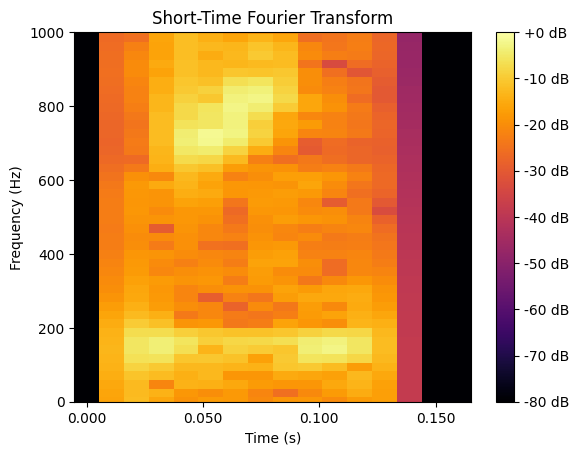 Short-Time Fourier Transform
1000
800
600
400
200
0
Frequency (Hz)
0.000
0.050
0.100
0.150
Time (s)
+0 dB
-10 dB
-20 dB
-30 dB
-40 dB
-50 dB
-60 dB
-70 dB
-80 dB